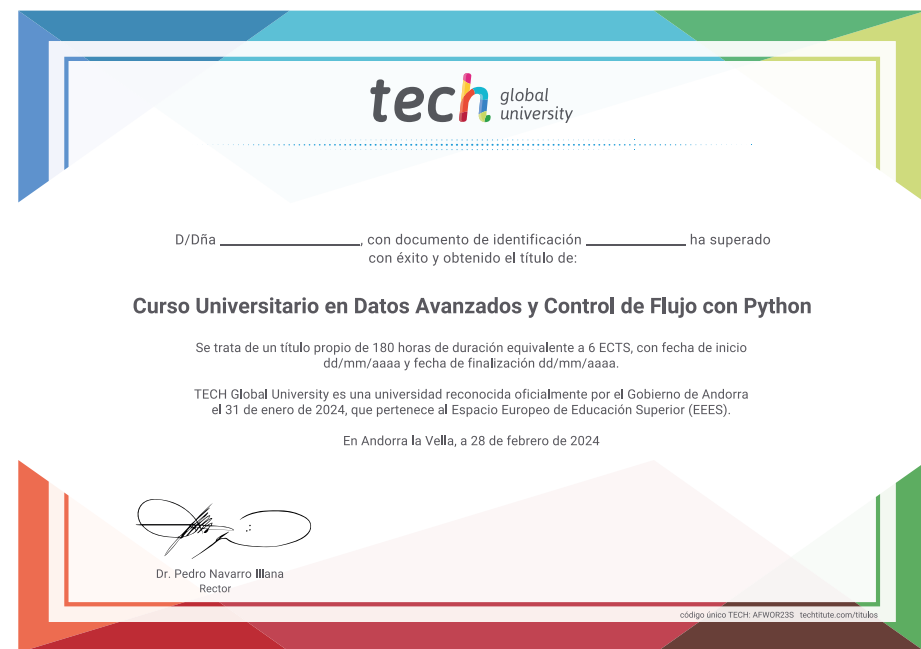 tech global university
D/Dña ____________, con documento de identificación ____________ ha superado
con éxito y obtenido el título de:
Curso Universitario en Datos Avanzados y Control de Flujo con Python
Se trata de un título propio de 180 horas de duración equivalente a 6 ECTS, con fecha de inicio
dd/mm/aaaa y fecha de finalización dd/mm/aaaa.
TECH Global University es una universidad reconocida oficialmente por el Gobierno de Andorra
el 31 de enero de 2024, que pertenece al Espacio Europeo de Educación Superior (EEES).
En Andorra la Vella, a 28 de febrero de 2024
Dr. Pedro Navarro Illana
Rector
código único TECH: AFWOR23S techtitute.com/titulos